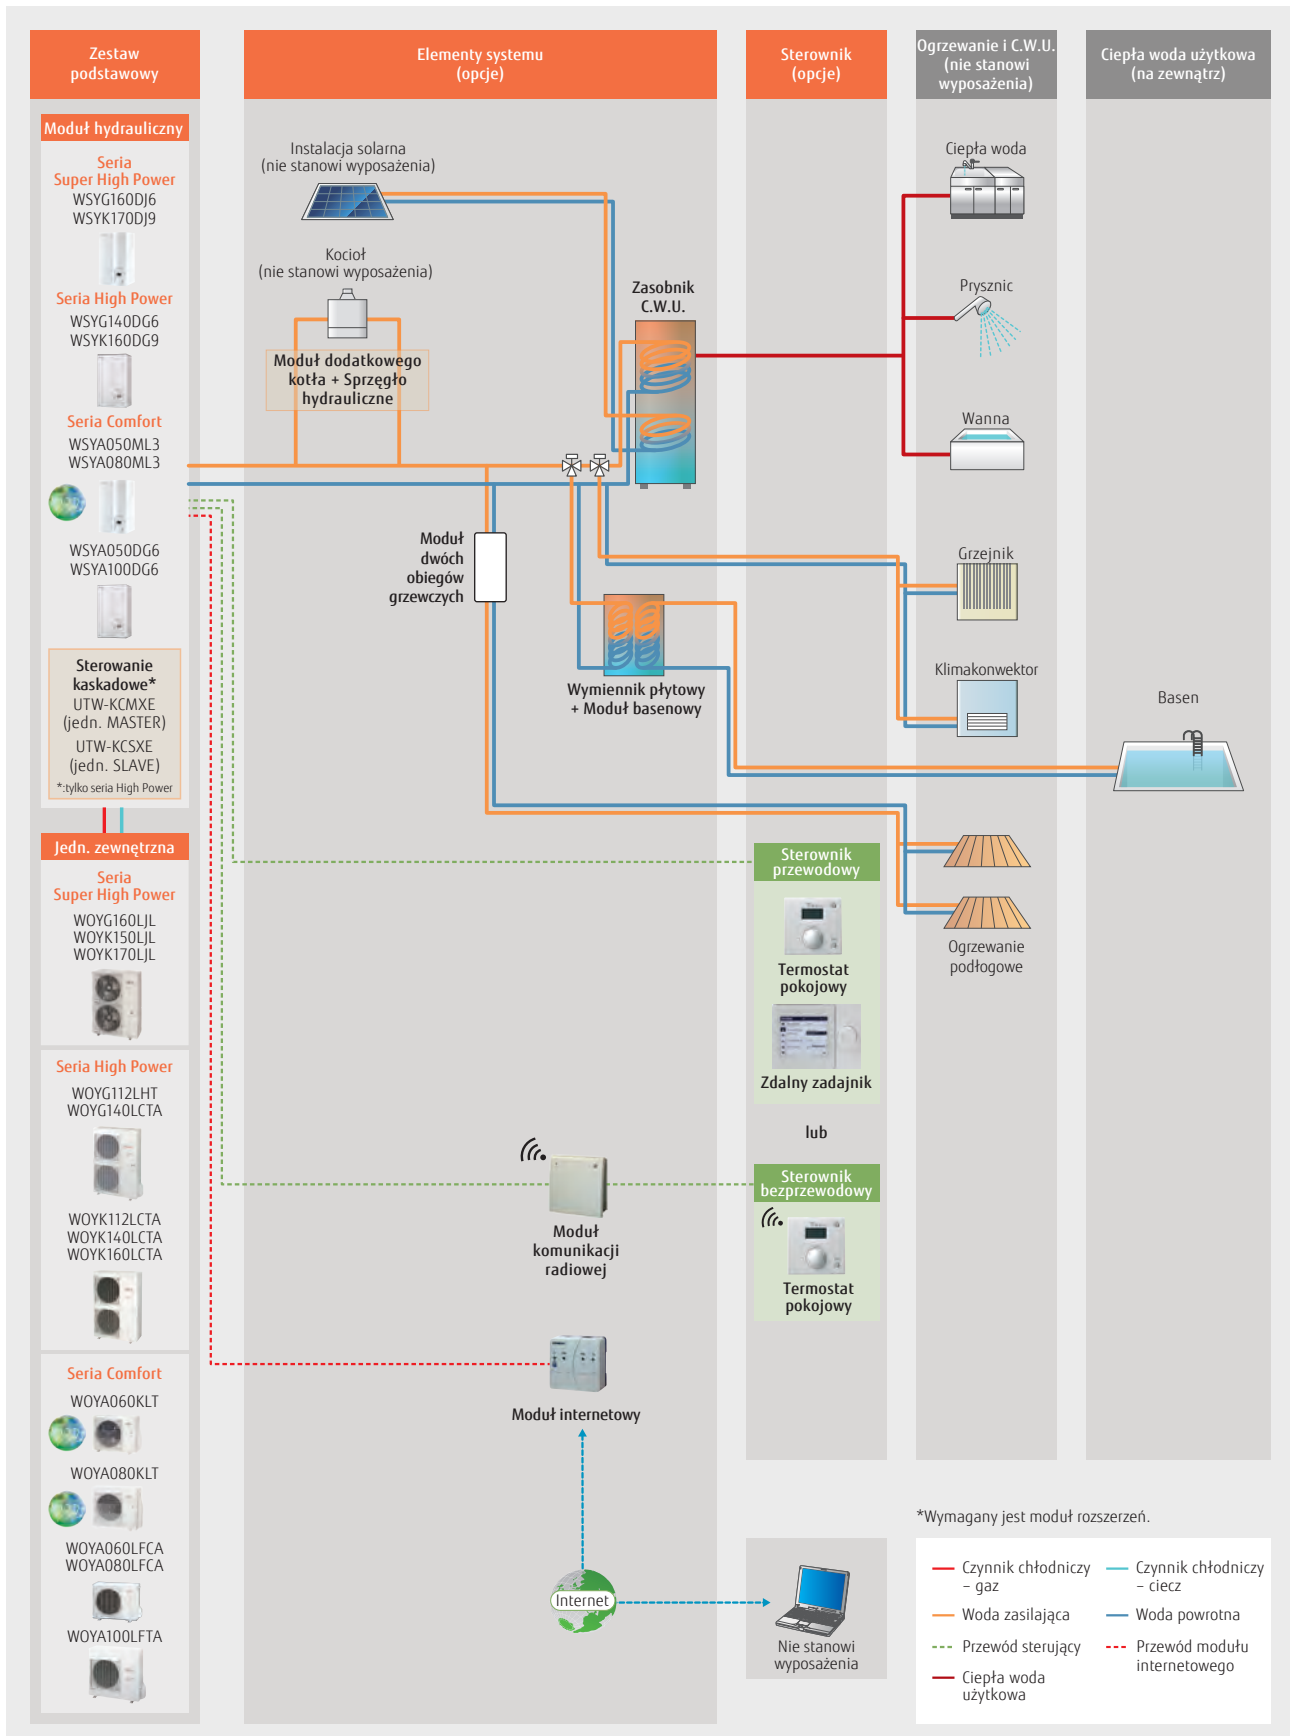 Zestaw
podstawowy
Elementy systemu
(opcje)
Sterownik
(opcje)
Ogrzewanie i C.W.U.
(nie stanowi
wyposażenia)
Ciepła woda użytkowa
(na zewnątrz)
Moduł hydrauliczny
Seria
Super High Power
WSYG160DJ6
WSYK170DJ9
Seria High Power
WSYG140DG6
WSYK160DG9
Seria Comfort
WSYA050ML3
WSYA080ML3
WSYA050DG6
WSYA100DG6
Sterowanie
kaskadowe*
UTW-KCMXE
(jedn. MASTER)
UTW-KCSXE
(jedn. SLAVE)
*:tylko seria High Power
Jedn. zewnętrzna
Seria
Super High Power
WOYG160LJL
WOYK150LJL
WOYK170LJL
Seria High Power
WOYG112LHT
WOYG140LCTA
WOYK112LCTA
WOYK140LCTA
WOYK160LCTA
Seria Comfort
WOYA060KLT
WOYA080KLT
WOYA060LFCA
WOYA080LFCA
WOYA100LFTA
Instalacja solarna
(nie stanowi wyposażenia)
Kocioł
(nie stanowi wyposażenia)
Moduł dodatkowego
kotła + Sprzęgło
hydrauliczne
Zasobnik
C.W.U.
Moduł
dwóch
obiegów
grzewczych
Wymiennik płytowy
+ Moduł basenowy
Moduł
komunikacji
radiowej
Moduł internetowy
Internet
Sterownik
przewodowy
Termostat
pokojowy
Zdalny zadajnik
lub
Sterownik
bezprzewodowy
Termostat
pokojowy
Nie stanowi
wyposażenia
Ciepła woda
Prysznic
Wanna
Grzejnik
Klimakonwektor
Ogrzewanie
podłogowe
Basen
*Wymagany jest moduł rozszerzeń.
Czynnik chłodniczy
– gaz
Czynnik chłodniczy
– ciecz
Woda zasilająca
Woda powrotna
Przewód sterujący
Przewód modułu
internetowego
Ciepła woda
użytkowa